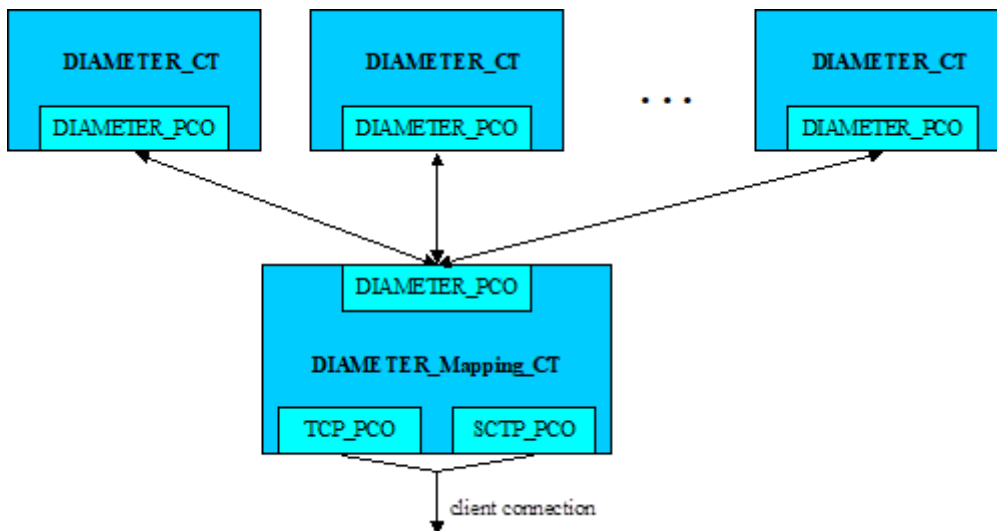 DIAMETER_CT DIAMETER_CT DIAMETER_CT
. . .
DIAMETER_PCO DIAMETER_PCO DIAMETER_PCO
DIAMETER_PCO
DIAMETER_Mapping_CT
TCP_PCO SCTP_PCO
client connection